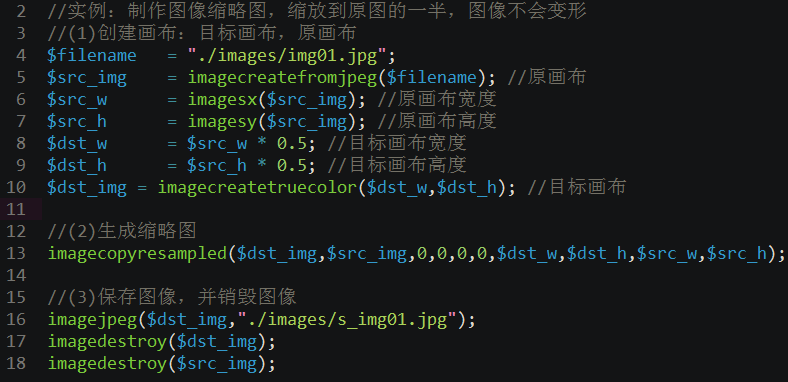 2 //实例：制作图像缩略图，缩放到原图的一半，图像不会变形
3 //(1)创建画布：目标画布，原画布
4 $filename   = "./images/img01.jpg";
5 $src_img    = imagecreatefromjpeg($filename); //原画布
6 $src_w      = imagesx($src_img); //原画布宽度
7 $src_h      = imagesy($src_img); //原画布高度
8 $dst_w      = $src_w * 0.5; //目标画布宽度
9 $dst_h      = $src_h * 0.5; //目标画布高度
10 $dst_img = imagecreatetruecolor($dst_w,$dst_h); //目标画布
11
12 //(2)生成缩略图
13 imagecopyresampled($dst_img,$src_img,0,0,0,0,$dst_w,$dst_h,$src_w,$src_h);
14
15 //(3)保存图像，并销毁图像
16 imagejpeg($dst_img,"./images/s_img01.jpg");
17 imagedestroy($dst_img);
18 imagedestroy($src_img);